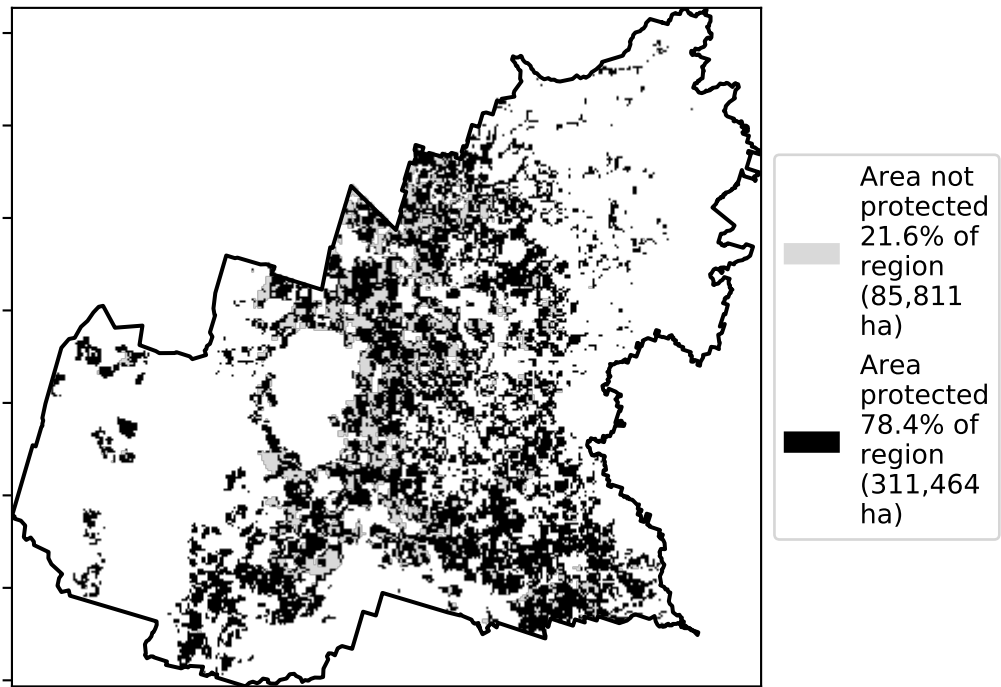 Area not
protected
21.6% of
region
(85,811
ha)
Area
protected
78.4% of
region
(311,464
ha)